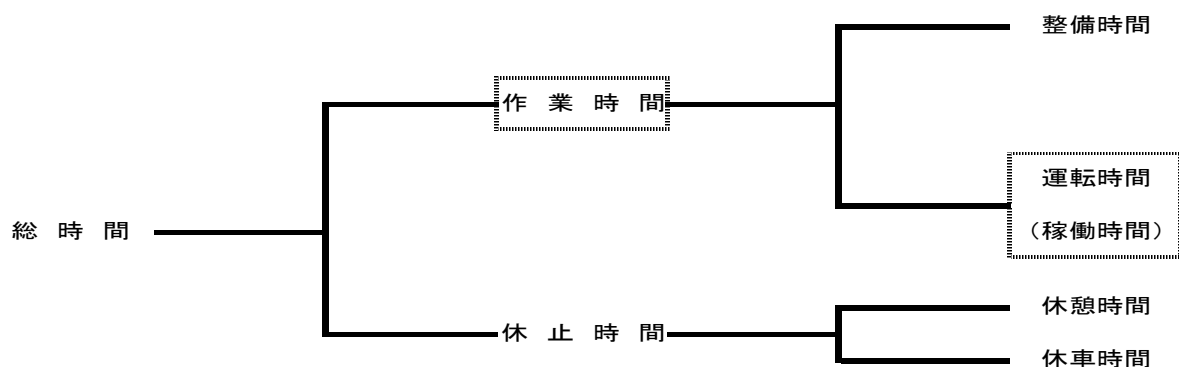 総時間
作業時間
整備時間
運転時間
（稼働時間）
休止時間
休憩時間
休車時間